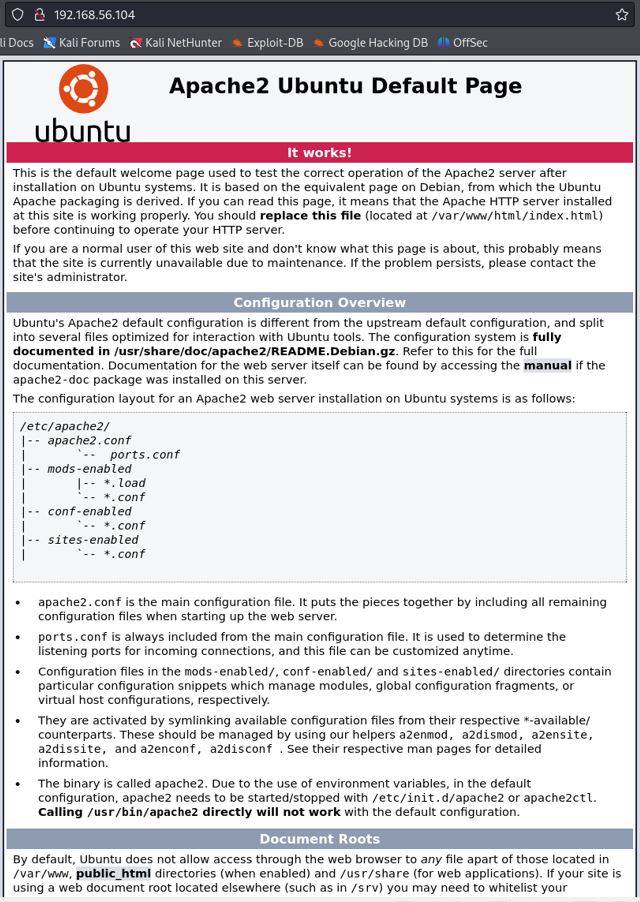 192.168.56.104
li Docs Kali Forums Kali NetHunter Exploit-DB Google Hacking DB OffSec
ubuntu
Apache2 Ubuntu Default Page
It works!
This is the default welcome page used to test the correct operation of the Apache2 server after
installation on Ubuntu systems. It is based on the equivalent page on Debian, from which the Ubuntu
Apache packaging is derived. If you can read this page, it means that the Apache HTTP server installed
at this site is working properly. You should replace this file (located at /var/www/html/index.html)
before continuing to operate your HTTP server.
If you are a normal user of this web site and don't know what this page is about, this probably means
that the site is currently unavailable due to maintenance. If the problem persists, please contact the
site's administrator.
Configuration Overview
Ubuntu's Apache2 default configuration is different from the upstream default configuration, and split
into several files optimized for interaction with Ubuntu tools. The configuration system is fully
documented in /usr/share/doc/apache2/README.Debian.gz. Refer to this for the full
documentation. Documentation for the web server itself can be found by accessing the manual if the
apache2-doc package was installed on this server.
The configuration layout for an Apache2 web server installation on Ubuntu systems is as follows:
/etc/apache2/
|-- apache2.conf
|       `--  ports.conf
|-- mods-enabled
|       |-- *.load
|       `-- *.conf
|-- conf-enabled
|       `-- *.conf
|-- sites-enabled
|       `-- *.conf
• apache2.conf is the main configuration file. It puts the pieces together by including all remaining
configuration files when starting up the web server.
• ports.conf is always included from the main configuration file. It is used to determine the
listening ports for incoming connections, and this file can be customized anytime.
• Configuration files in the mods-enabled/, conf-enabled/ and sites-enabled/ directories contain
particular configuration snippets which manage modules, global configuration fragments, or
virtual host configurations, respectively.
• They are activated by symlinking available configuration files from their respective *-available/
counterparts. These should be managed by using our helpers a2enmod, a2dismod, a2ensite,
a2dissite, and a2enconf, a2disconf . See their respective man pages for detailed
information.
• The binary is called apache2. Due to the use of environment variables, in the default
configuration, apache2 needs to be started/stopped with /etc/init.d/apache2 or apache2ctl.
Calling /usr/bin/apache2 directly will not work with the default configuration.
Document Roots
By default, Ubuntu does not allow access through the web browser to any file apart of those located in
/var/www, public_html directories (when enabled) and /usr/share (for web applications). If your site is
using a web document root located elsewhere (such as in /srv) you may need to whitelist your